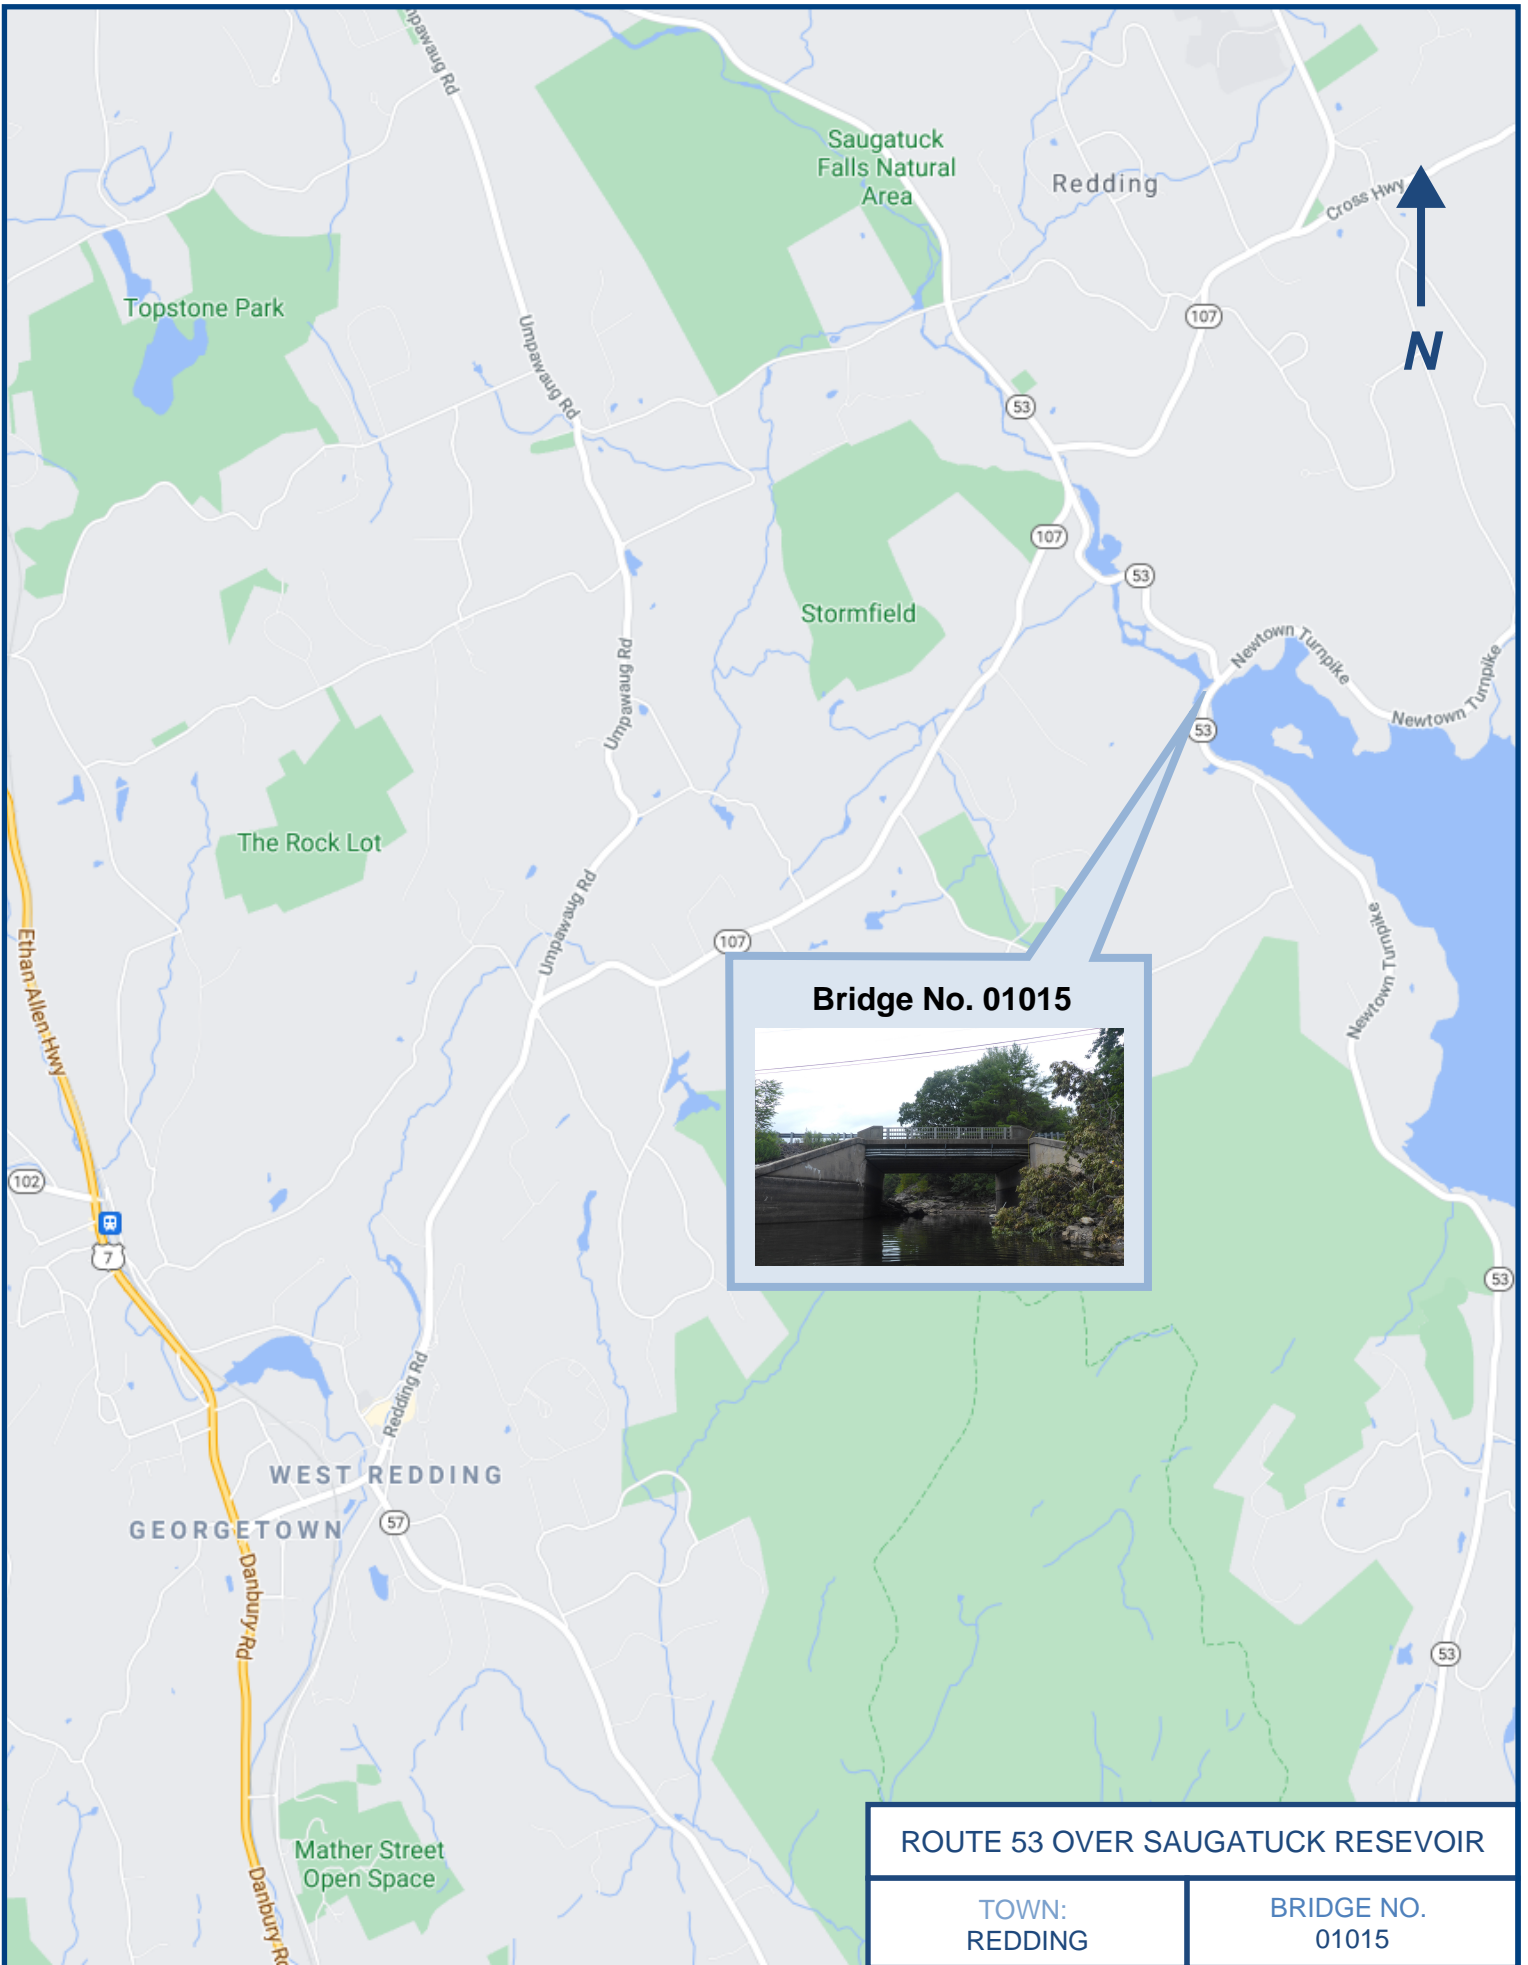 mpawaug Rd
Saugatuck
Falls Natural
Area
Redding
Cross Hwy
N
Topstone Park
Umpawaug Rd
107
53
107
53
Stormfield
Newtown Turnpike
Newtown Turnpike
Umpawaug Rd
53
The Rock Lot
Umpawaug Rd
Newtown Turnpike
107
Ethan Allen Hwy
Bridge No. 01015
102
7
53
Redding Rd
WEST REDDING
GEORGETOWN
57
Danbury Rd
53
Mather Street
Open Space
Danbury Rd
ROUTE 53 OVER SAUGATUCK RESEVOIR
TOWN:
REDDING
BRIDGE NO.
01015